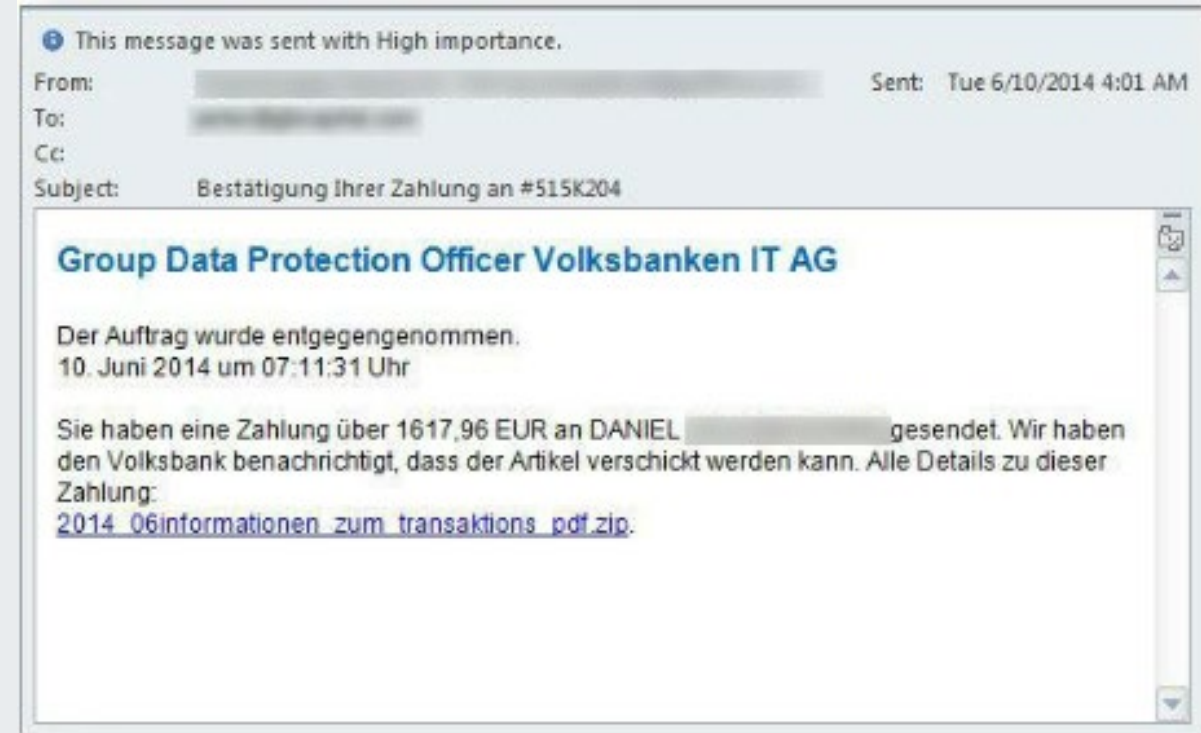 This message was sent with High importance.
From: Sent: Tue 6/10/2014 4:01 AM
To:
Cc:
Subject: Bestätigung Ihrer Zahlung an #515K204
Group Data Protection Officer Volksbanken IT AG
Der Auftrag wurde entgegengenommen.
10. Juni 2014 um 07:11:31 Uhr
Sie haben eine Zahlung über 1617,96 EUR an DANIEL gesendet. Wir haben
den Volksbank benachrichtigt, dass der Artikel verschickt werden kann. Alle Details zu dieser
Zahlung:
2014_06informationen_zum_transaktions_pdf.zip.